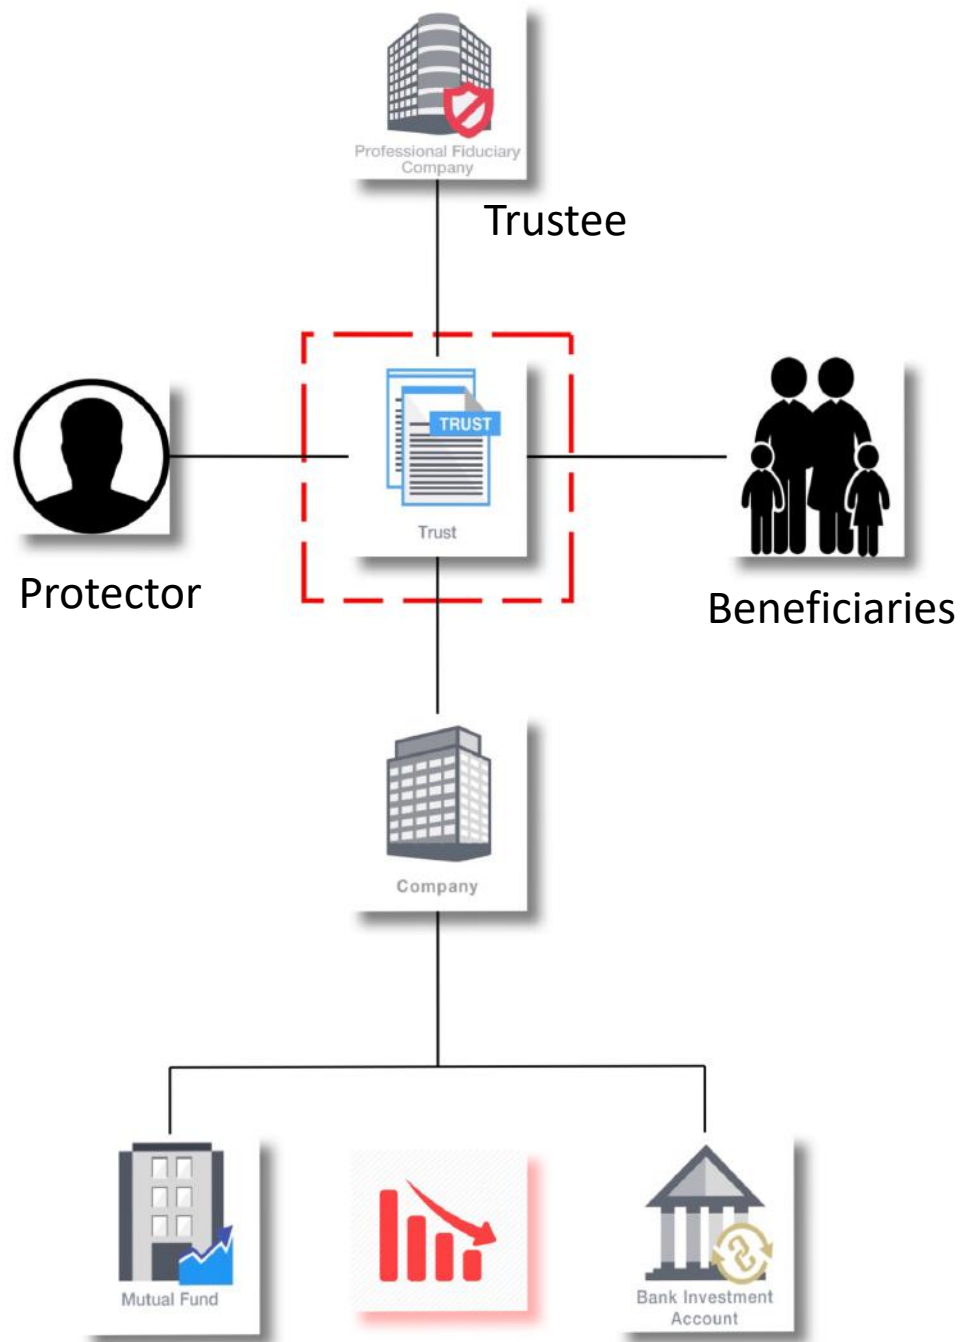 Professional Fiduciary
Company
Trustee
TRUST
Trust
Protector
Beneficiaries
Company
Mutual Fund
Bank Investment
Account